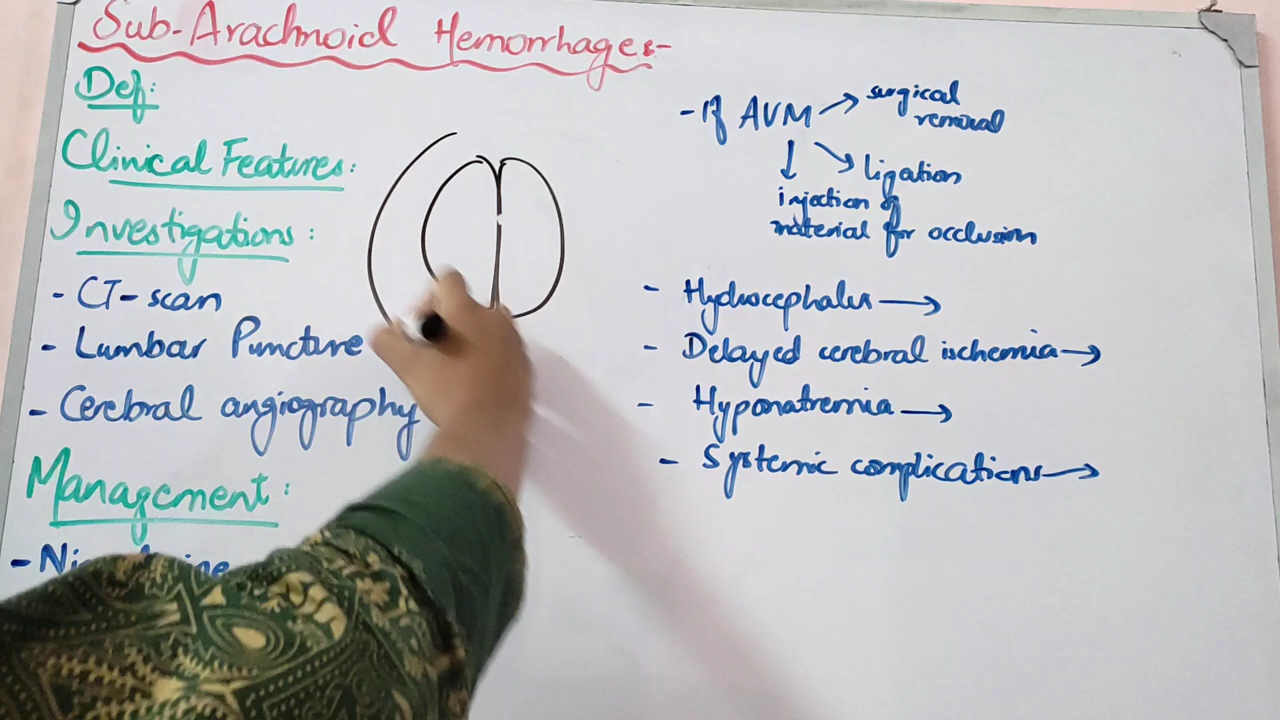 Sub-Arachnoid Hemorrhages-
Def:
Clinical Features:
Investigations:
- CT-scan
- Lumbar Puncture
- Cerebral angiography
Management:
- If AVM → surgical removal
→ ligation
↓ injection of
material for occlusion
- Hydrocephalus →
- Delayed cerebral ischemia →
- Hyponatremia →
- Systemic complications →